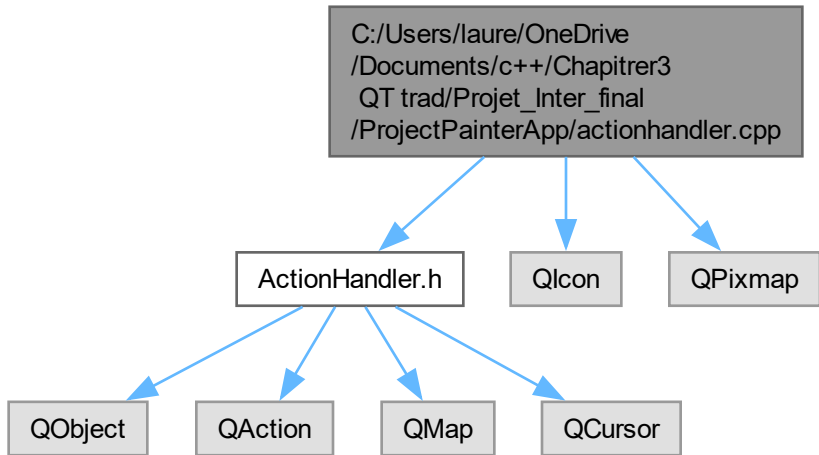 C:/Users/laure/OneDrive
/Documents/c++/Chapitrer3
QT trad/Projet_Inter_final
/ProjectPainterApp/actionhandler.cpp
ActionHandler.h
QIcon
QPixmap
QObject
QAction
QMap
QCursor